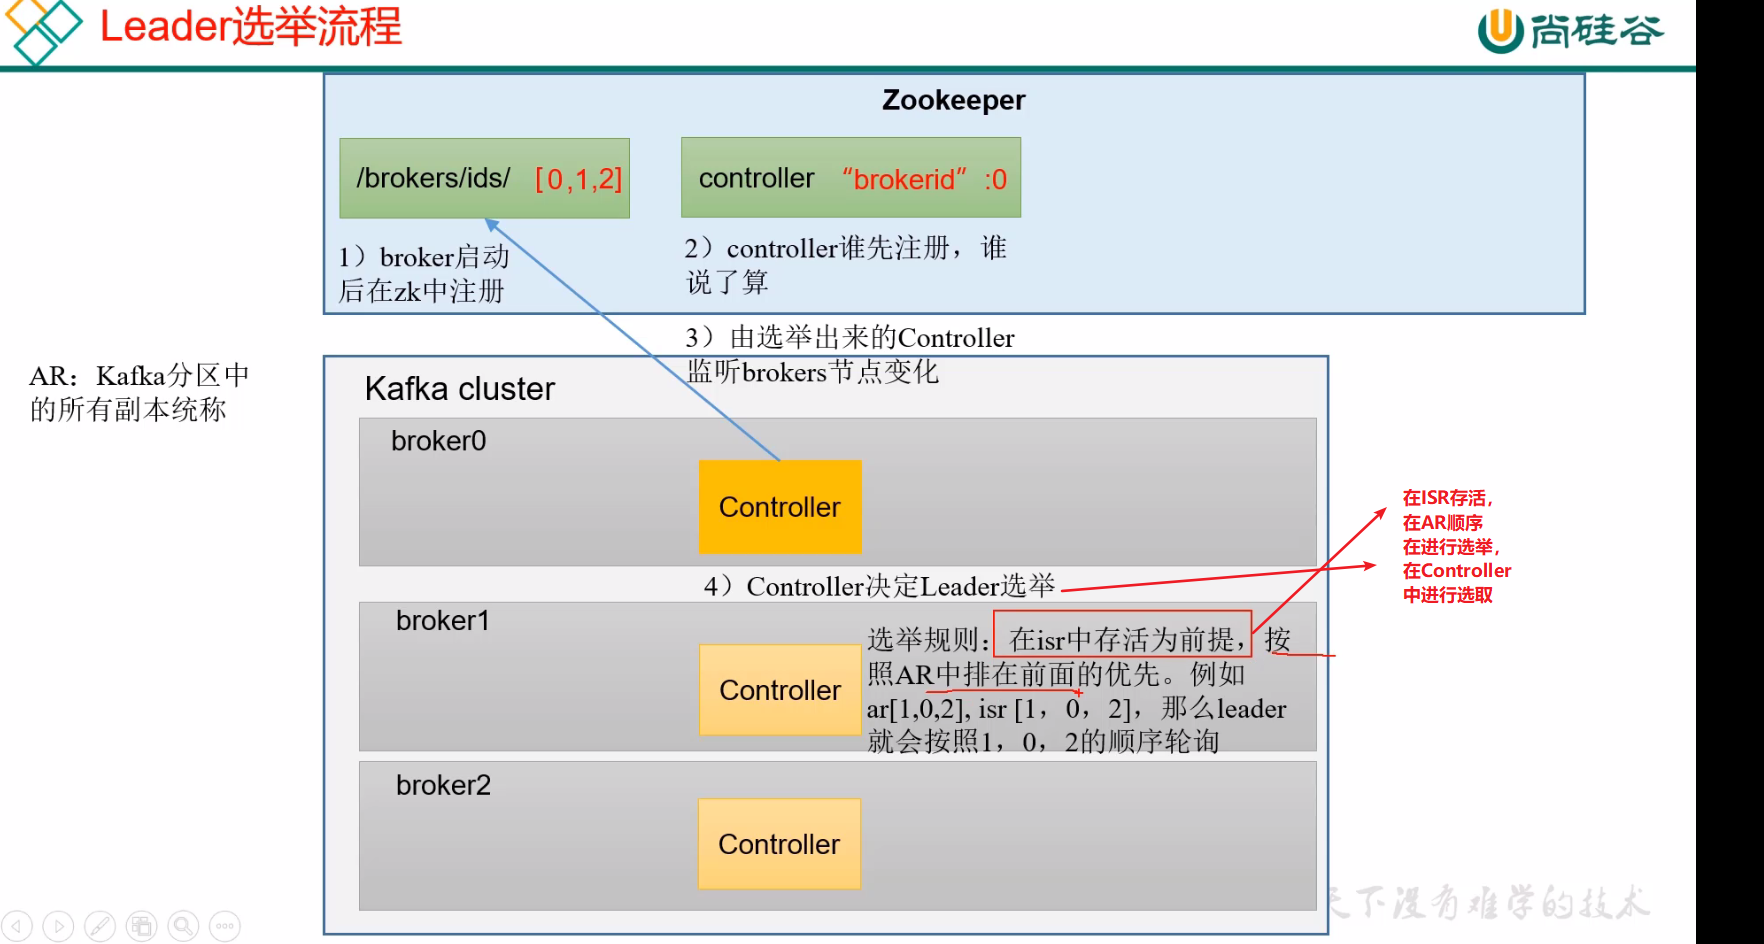 Leader选举流程
尚硅谷
Zookeeper
/brokers/ids/ [0,1,2]
controller “brokerid” :0
1）broker启动
后在zk中注册
2）controller谁先注册，谁
说了算
3）由选举出来的Controller
监听brokers节点变化
AR：Kafka分区中
的所有副本统称
Kafka cluster
broker0
Controller
4）Controller决定Leader选举
broker1
Controller
选举规则：在isr中存活为前提，按
照AR中排在前面的优先。例如
ar[1,0,2], isr [1，0，2]，那么leader
就会按照1，0，2的顺序轮询
broker2
Controller
在ISR存活，
在AR顺序
在进行选举，
在Controller
中进行选取
天下没有难学的技术